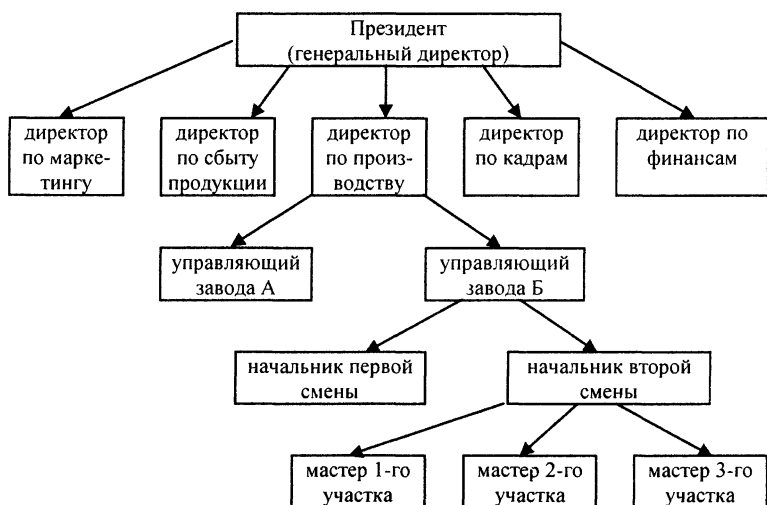 Президент
(генеральный директор)
директор
по марке-
тингу
директор
по сбыту
продукции
директор
по произ-
водству
директор
по кадрам
директор по
финансам
управляющий
завода А
управляющий
завода Б
начальник первой
смены
начальник второй
смены
мастер 1-го
участка
мастер 2-го
участка
мастер 3-го
участка